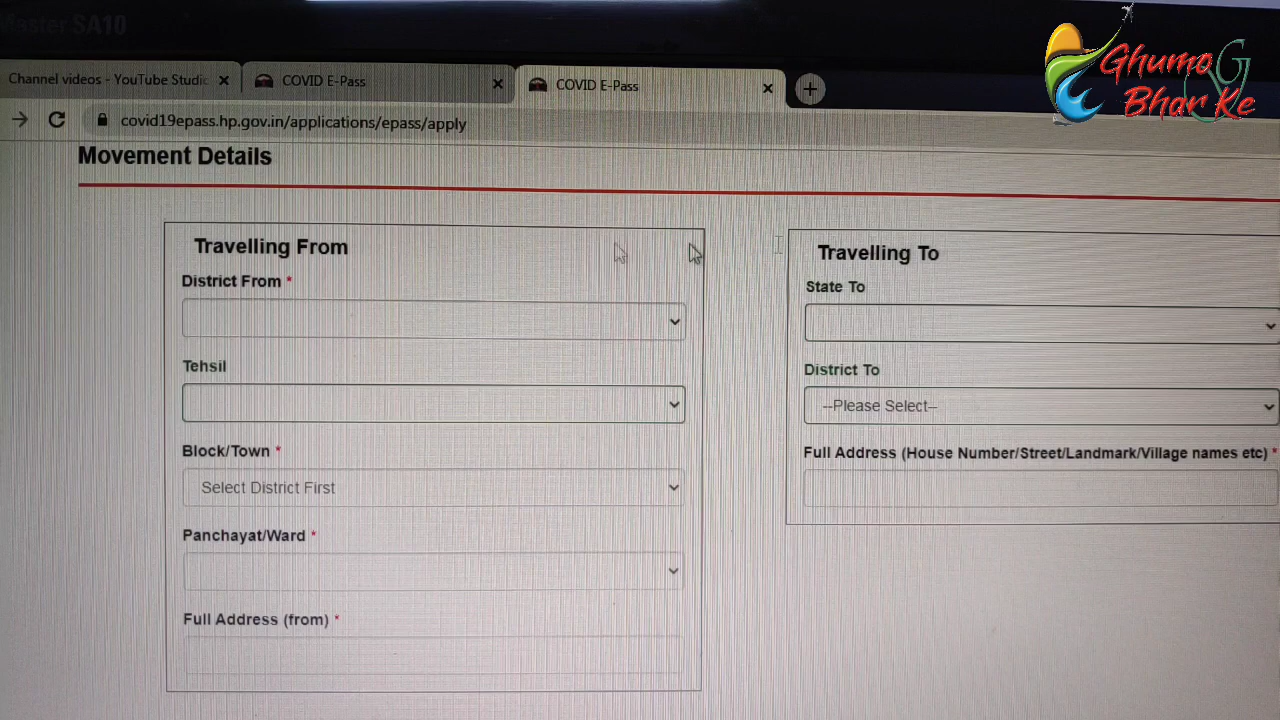 Master SA10
Channel videos - YouTube Studio
COVID E-Pass
COVID E-Pass
Ghumo
G
Bhar Ke
covid19epass.hp.gov.in/applications/epass/apply
Movement Details
Travelling From
District From *
Tehsil
Block/Town *
Select District First
Panchayat/Ward *
Full Address (from) *
Travelling To
State To
District To
--Please Select--
Full Address (House Number/Street/Landmark/Village names etc) *